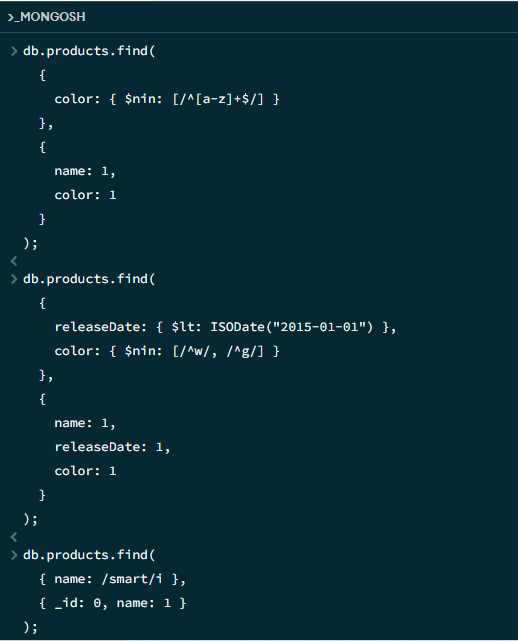 >_MONGOSH
> db.products.find(
{
color: { $nin: [/^[a-z]+$/] }
},
{
name: 1,
color: 1
}
);
<
> db.products.find(
{
releaseDate: { $lt: ISODate("2015-01-01") },
color: { $nin: [/^w/, /^g/] }
},
{
name: 1,
releaseDate: 1,
color: 1
}
);
<
> db.products.find(
{ name: /smart/i },
{ _id: 0, name: 1 }
);